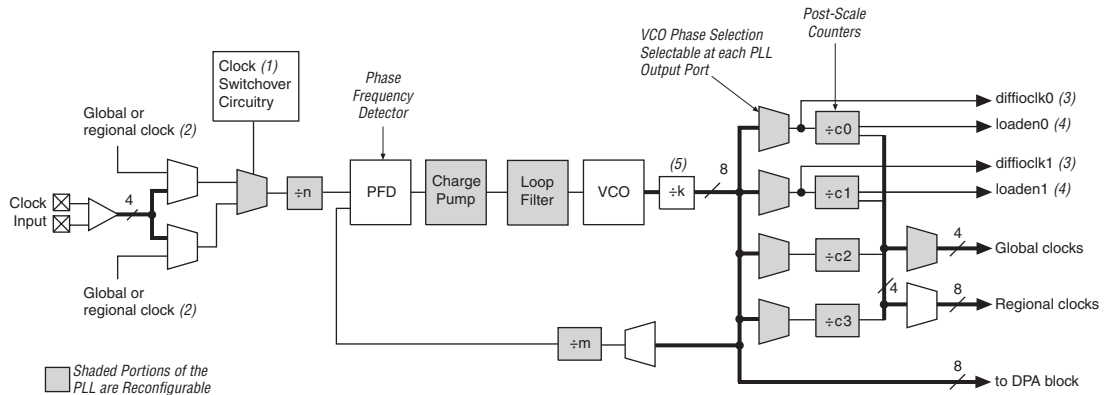 Post-Scale
Counters
VCO Phase Selection
Selectable at each PLL
Output Port
Clock (1)
Switchover
Circuitry
Phase
Frequency
Detector
Global or
regional clock (2)
Clock
Input
4
Global or
regional clock (2)
÷n
PFD
Charge
Pump
Loop
Filter
VCO
(5)
÷k
8
÷c0
÷c1
÷c2
÷c3
4
÷m
diffioclk0 (3)
loaden0 (4)
diffioclk1 (3)
loaden1 (4)
4
Global clocks
8
Regional clocks
8
to DPA block
Shaded Portions of the
PLL are Reconfigurable